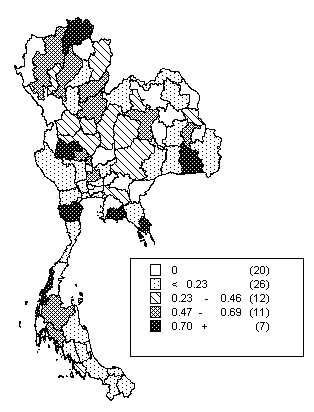 0 (20)
< 0.23 (26)
0.23 - 0.46 (12)
0.47 - 0.69 (11)
0.70 + (7)